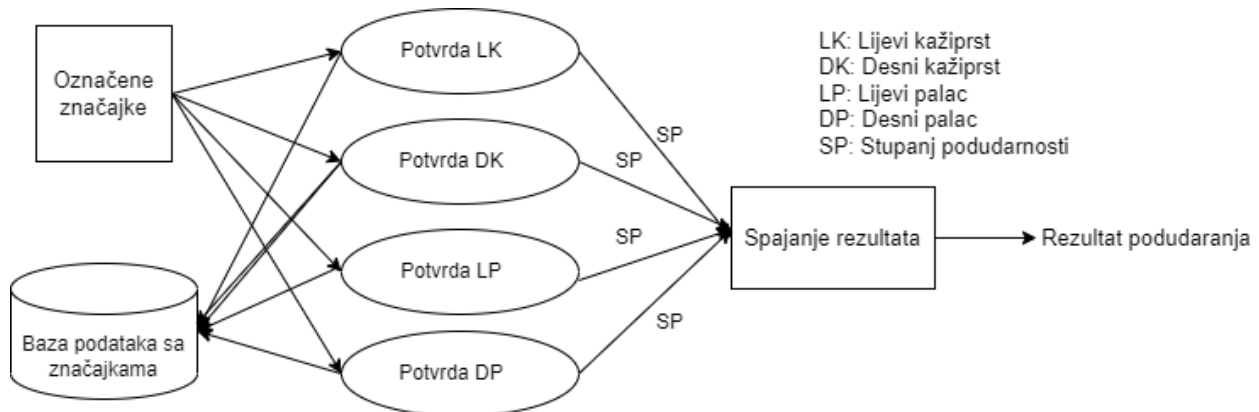 Označene
značajke
Baza podataka sa
značajkama
Potvrda LK
Potvrda DK
Potvrda LP
Potvrda DP
SP
SP
SP
SP
Spajanje rezultata
Rezultat podudaranja
LK: Lijevi kažiprst
DK: Desni kažiprst
LP: Lijevi palac
DP: Desni palac
SP: Stupanj podudarnosti